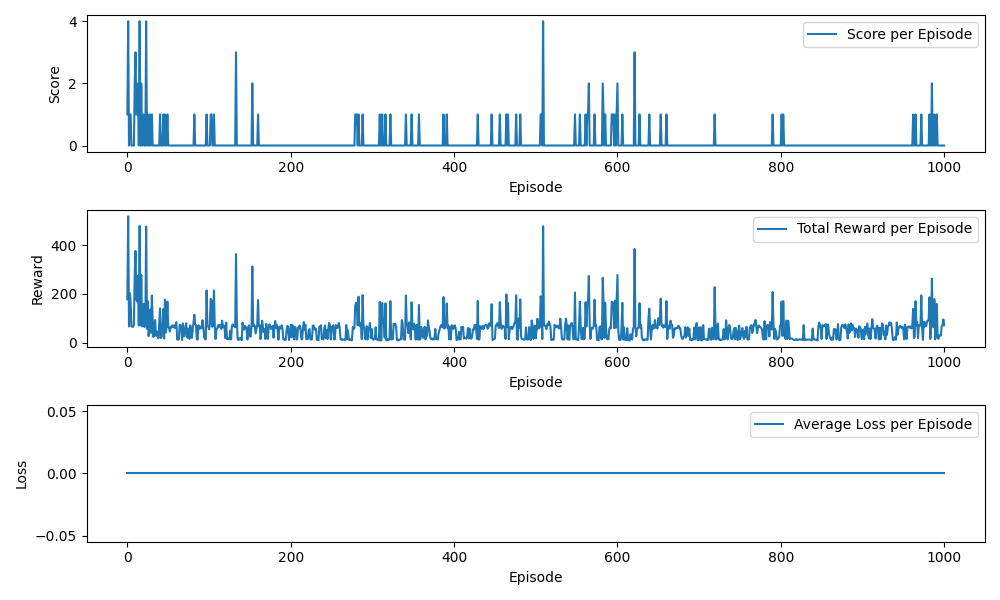 4
2
0
Score
Score per Episode
0 200 400 600 800 1000
Episode
400
200
0
Reward
Total Reward per Episode
0 200 400 600 800 1000
Episode
0.05
0.00
−0.05
Loss
Average Loss per Episode
0 200 400 600 800 1000
Episode